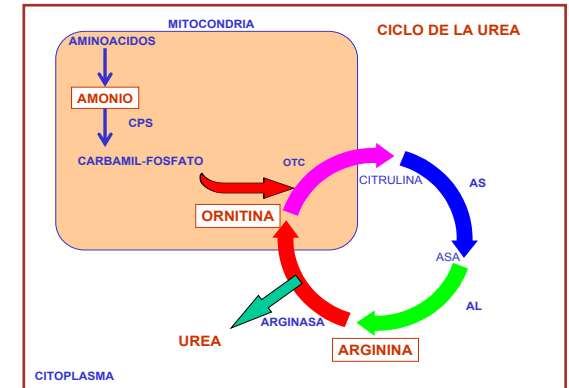 MITOCONDRIA
CICLO DE LA UREA
AMINOACIDOS
AMONIO
CPS
CARBAMIL-FOSFATO
OTC
CITRULINA
AS
ORNITINA
ASA
AL
ARGINASA
UREA
ARGININA
CITOPLASMA